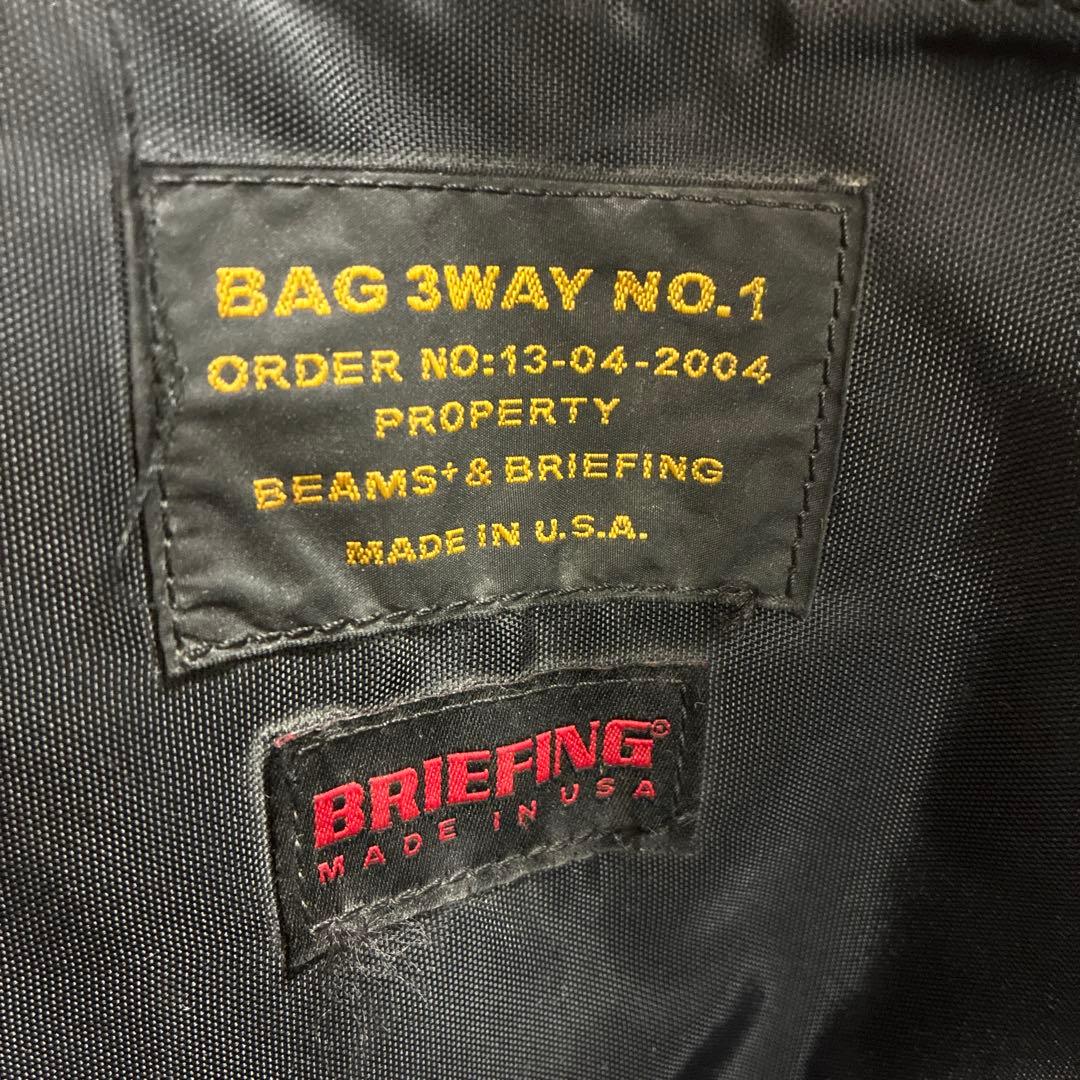 BAG 3WAY NO.1
ORDER NO:13-04-2004
PROPERTY
BEAMS+ & BRIEFING
MADE IN U.S.A.
BRIEFING®
MADE IN USA